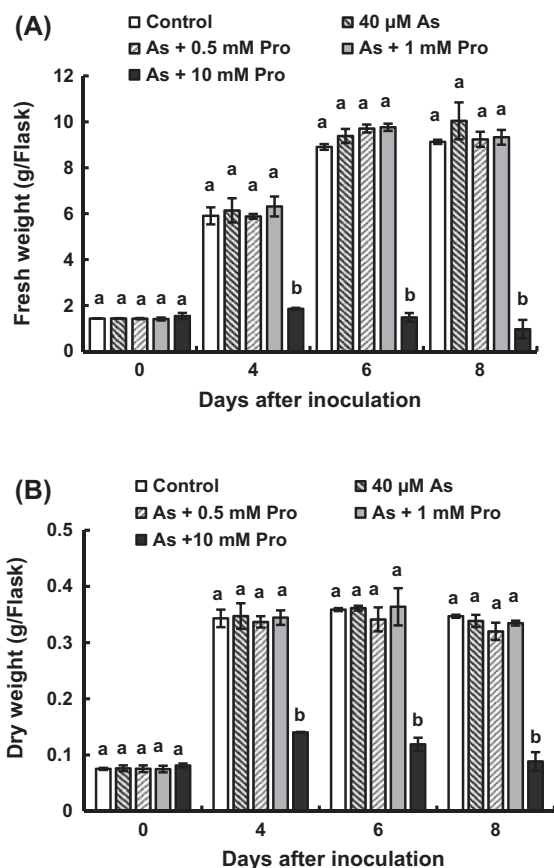 (A)
Control
40 µM As
As + 0.5 mM Pro
As + 1 mM Pro
As + 10 mM Pro
Fresh weight (g/Flask)
12
10
8
6
4
2
0
a a a a a
a a a a b
a a a a b
a a a a b
0 4 6 8
Days after inoculation
(B)
Control
40 µM As
As + 0.5 mM Pro
As + 1 mM Pro
As +10 mM Pro
Dry weight (g/Flask)
0.5
0.4
0.3
0.2
0.1
0
a a a a a
a a a a b
a a a a b
a a a a b
0 4 6 8
Days after inoculation